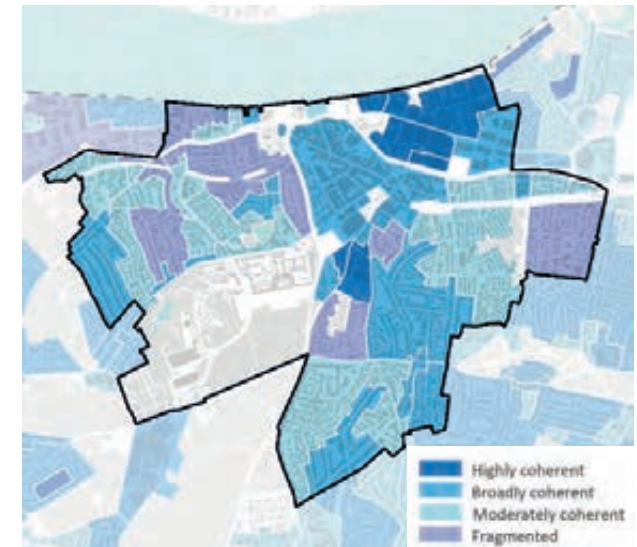 Highly coherent
Broadly coherent
Moderately coherent
Fragmented